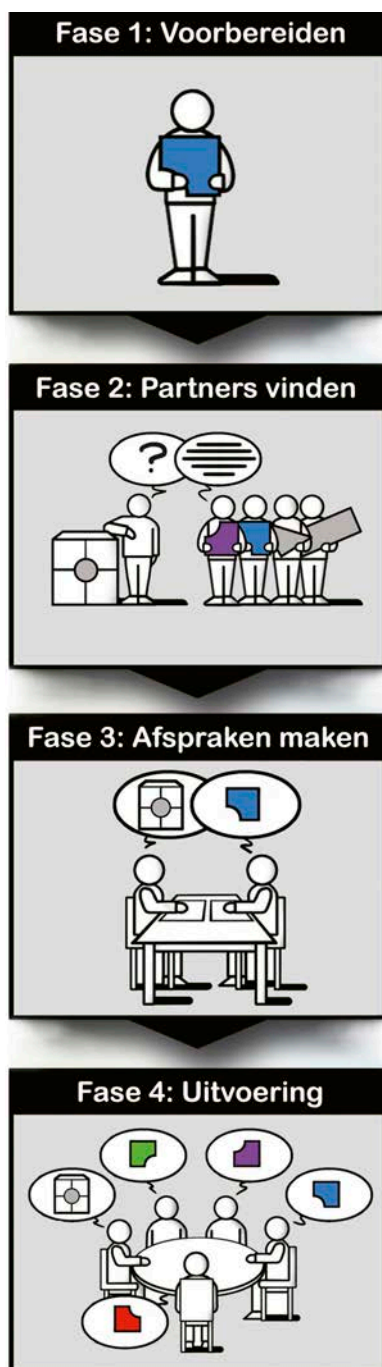 Fase 1: Voorbereiden
Fase 2: Partners vinden
?
Fase 3: Afspraken maken
Fase 4: Uitvoering